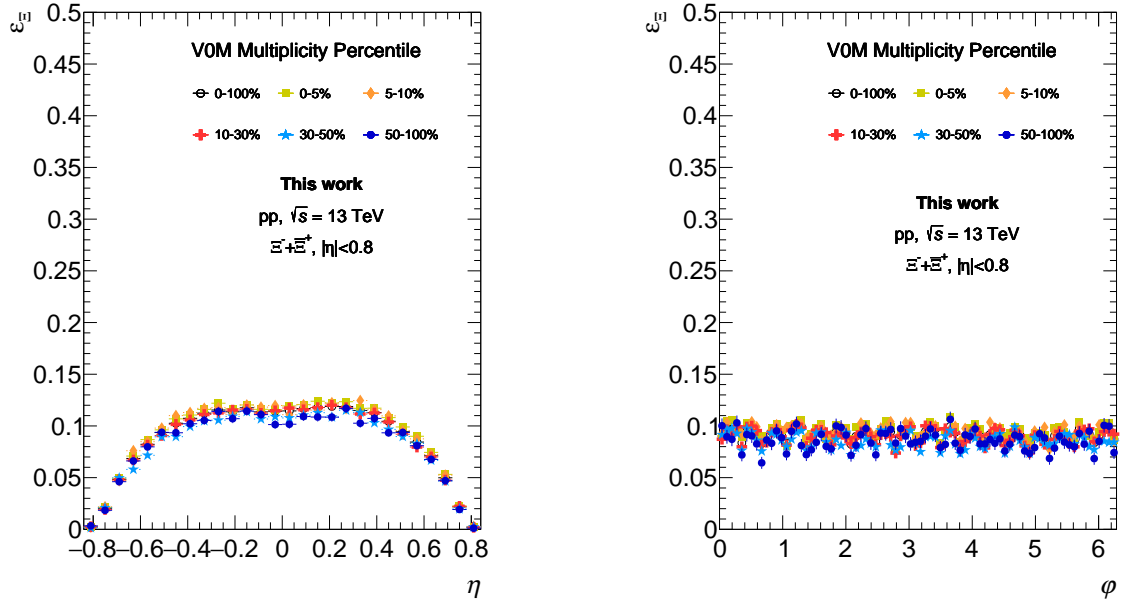 ε_Ξ
0.5
0.45
0.4
0.35
0.3
0.25
0.2
0.15
0.1
0.05
0
V0M Multiplicity Percentile
0-100% 0-5% 5-10%
10-30% 30-50% 50-100%
This work
pp, √s = 13 TeV
Ξ⁻+Ξ̅⁺, |η|<0.8
−0.8 −0.6 −0.4 −0.2 0 0.2 0.4 0.6 0.8
η
ε_Ξ
0.5
0.45
0.4
0.35
0.3
0.25
0.2
0.15
0.1
0.05
0
V0M Multiplicity Percentile
0-100% 0-5% 5-10%
10-30% 30-50% 50-100%
This work
pp, √s = 13 TeV
Ξ⁻+Ξ̅⁺, |η|<0.8
0 1 2 3 4 5 6
φ